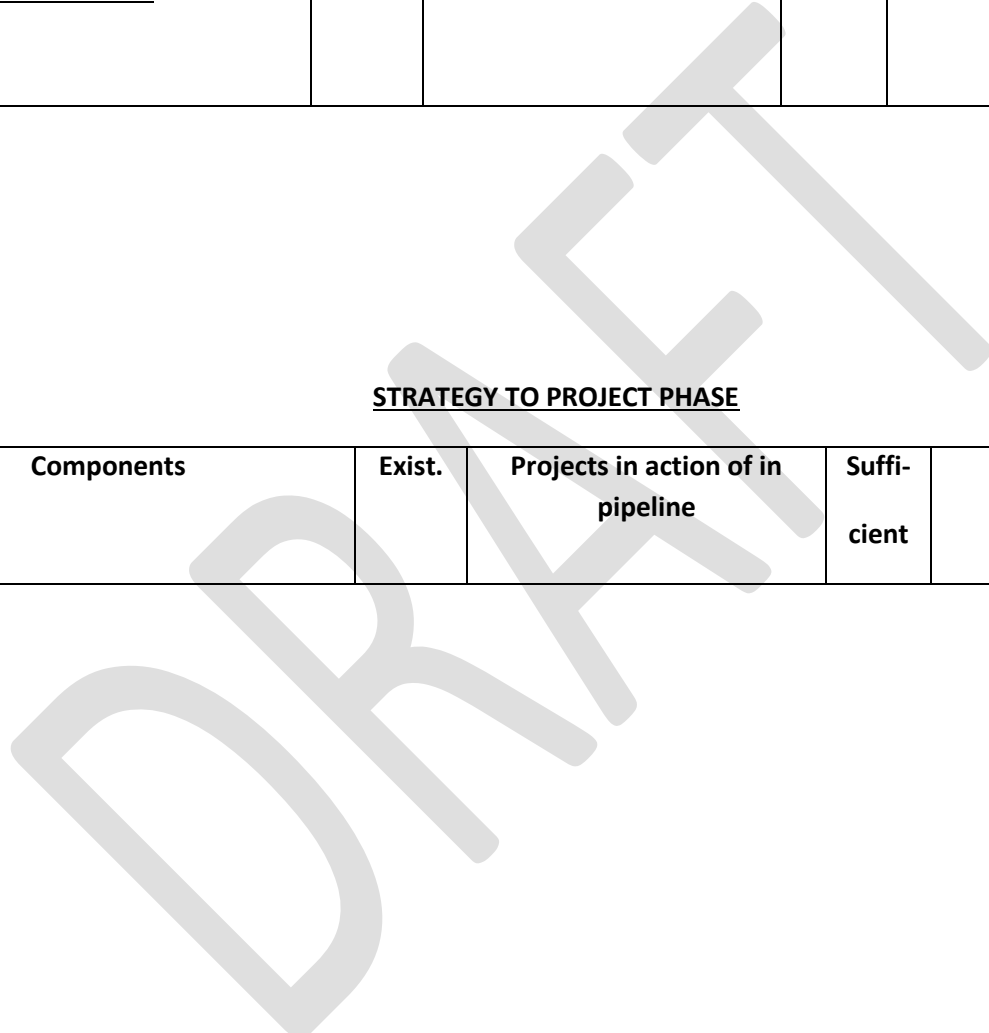 STRATEGY TO PROJECT PHASE
Components Exist. Projects in action of in Suffi-
pipeline
cient
DRAFT